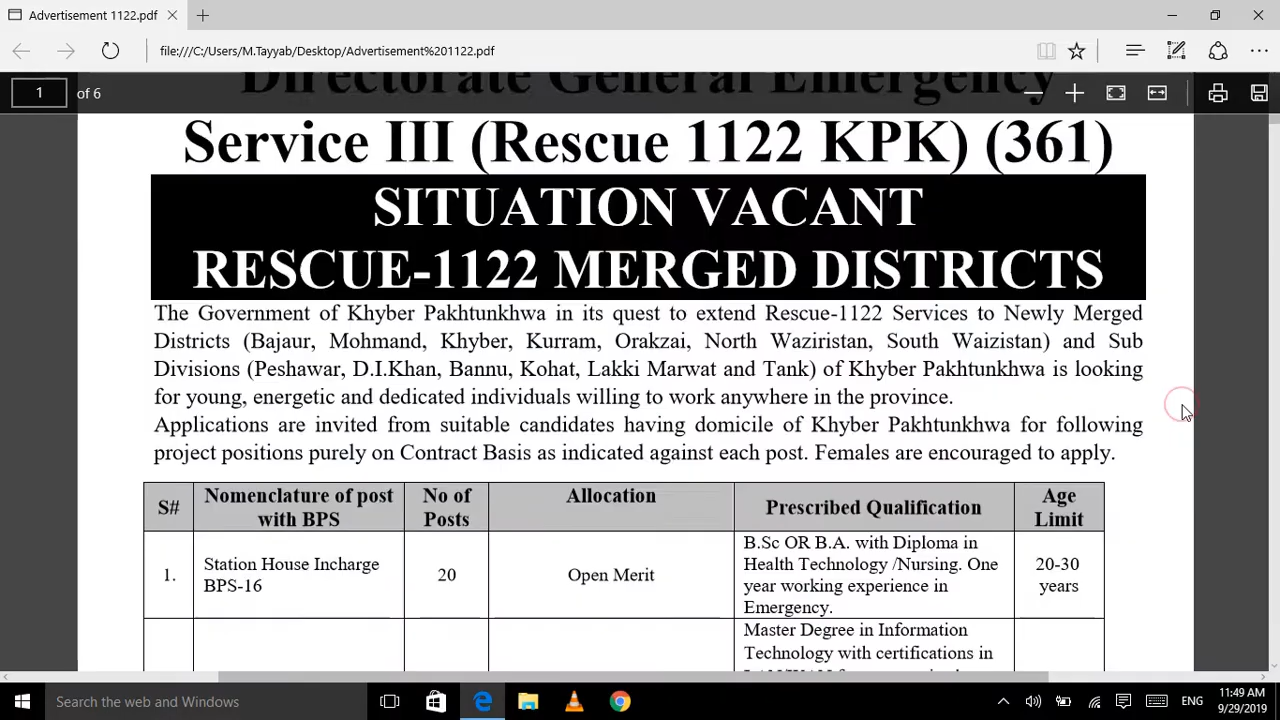 Advertisement 1122.pdf
file:///C:/Users/M.Tayyab/Desktop/Advertisement%201122.pdf
1 of 6
Directorate General Emergency
Service III (Rescue 1122 KPK) (361)
SITUATION VACANT
RESCUE-1122 MERGED DISTRICTS
The Government of Khyber Pakhtunkhwa in its quest to extend Rescue-1122 Services to Newly Merged
Districts (Bajaur, Mohmand, Khyber, Kurram, Orakzai, North Waziristan, South Waizistan) and Sub
Divisions (Peshawar, D.I.Khan, Bannu, Kohat, Lakki Marwat and Tank) of Khyber Pakhtunkhwa is looking
for young, energetic and dedicated individuals willing to work anywhere in the province.
Applications are invited from suitable candidates having domicile of Khyber Pakhtunkhwa for following
project positions purely on Contract Basis as indicated against each post. Females are encouraged to apply.
S#
Nomenclature of post
with BPS
No of
Posts
Allocation
Prescribed Qualification
Age
Limit
1.
Station House Incharge
BPS-16
20
Open Merit
B.Sc OR B.A. with Diploma in
Health Technology /Nursing. One
year working experience in
Emergency.
20-30
years
Master Degree in Information
Technology with certifications in
Search the web and Windows
ENG
11:49 AM
9/29/2019